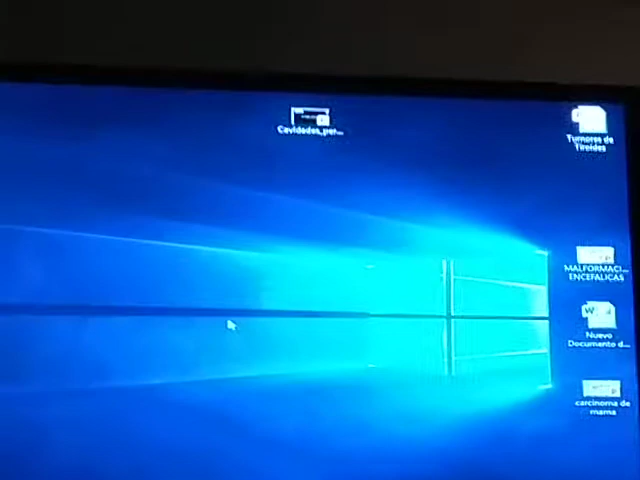 Cavidades_per...
Tumores de
Tiroides
MALFORMACI...
ENCEFALICAS
Nuevo
Documento d...
carcinoma de
mama